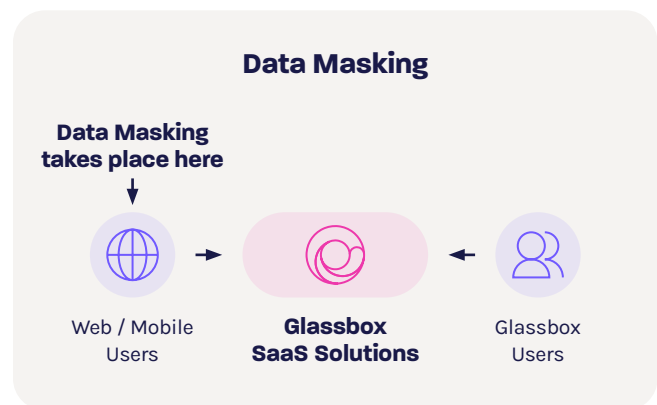 Data Masking
Data Masking
takes place here
Web / Mobile
Users
Glassbox
SaaS Solutions
Glassbox
Users